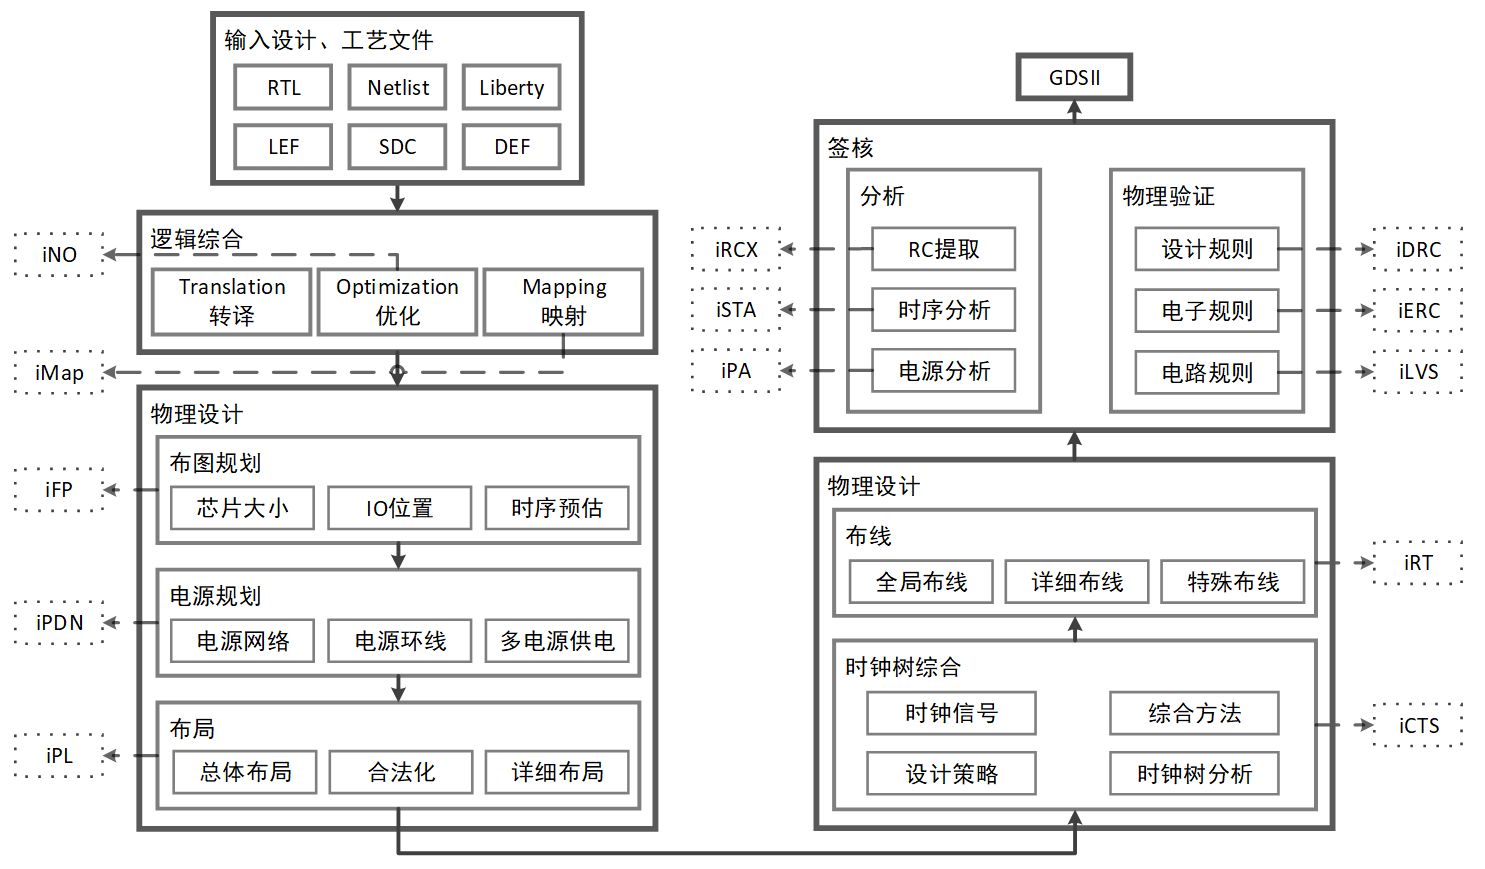 输入设计、工艺文件
RTL
Netlist
Liberty
LEF
SDC
DEF
iNO
逻辑综合
Translation
转译
Optimization
优化
Mapping
映射
iMap
物理设计
布图规划
iFP
芯片大小
IO位置
时序预估
电源规划
iPDN
电源网络
电源环线
多电源供电
布局
iPL
总体布局
合法化
详细布局
GDSII
签核
分析
iRCX
RC提取
iSTA
时序分析
iPA
电源分析
物理验证
设计规则
iDRC
电子规则
iERC
电路规则
iLVS
物理设计
布线
全局布线
详细布线
特殊布线
iRT
时钟树综合
时钟信号
综合方法
设计策略
时钟树分析
iCTS